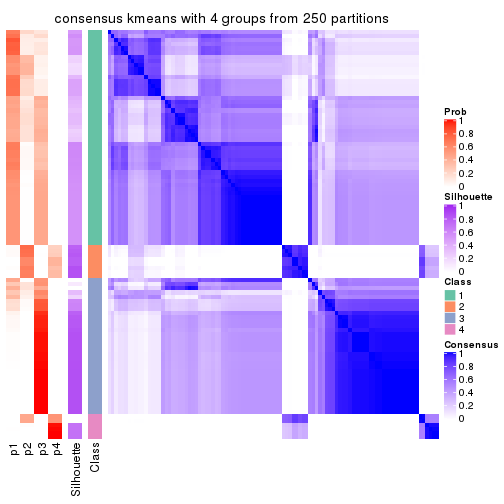 consensus kmeans with 4 groups from 250 partitions
Prob
1
0.8
0.6
0.4
0.2
0
Silhouette
1
0.8
0.6
0.4
0.2
0
Class
1
2
3
4
Consensus
1
0.8
0.6
0.4
0.2
0
p1
p2
p3
p4
Silhouette
Class